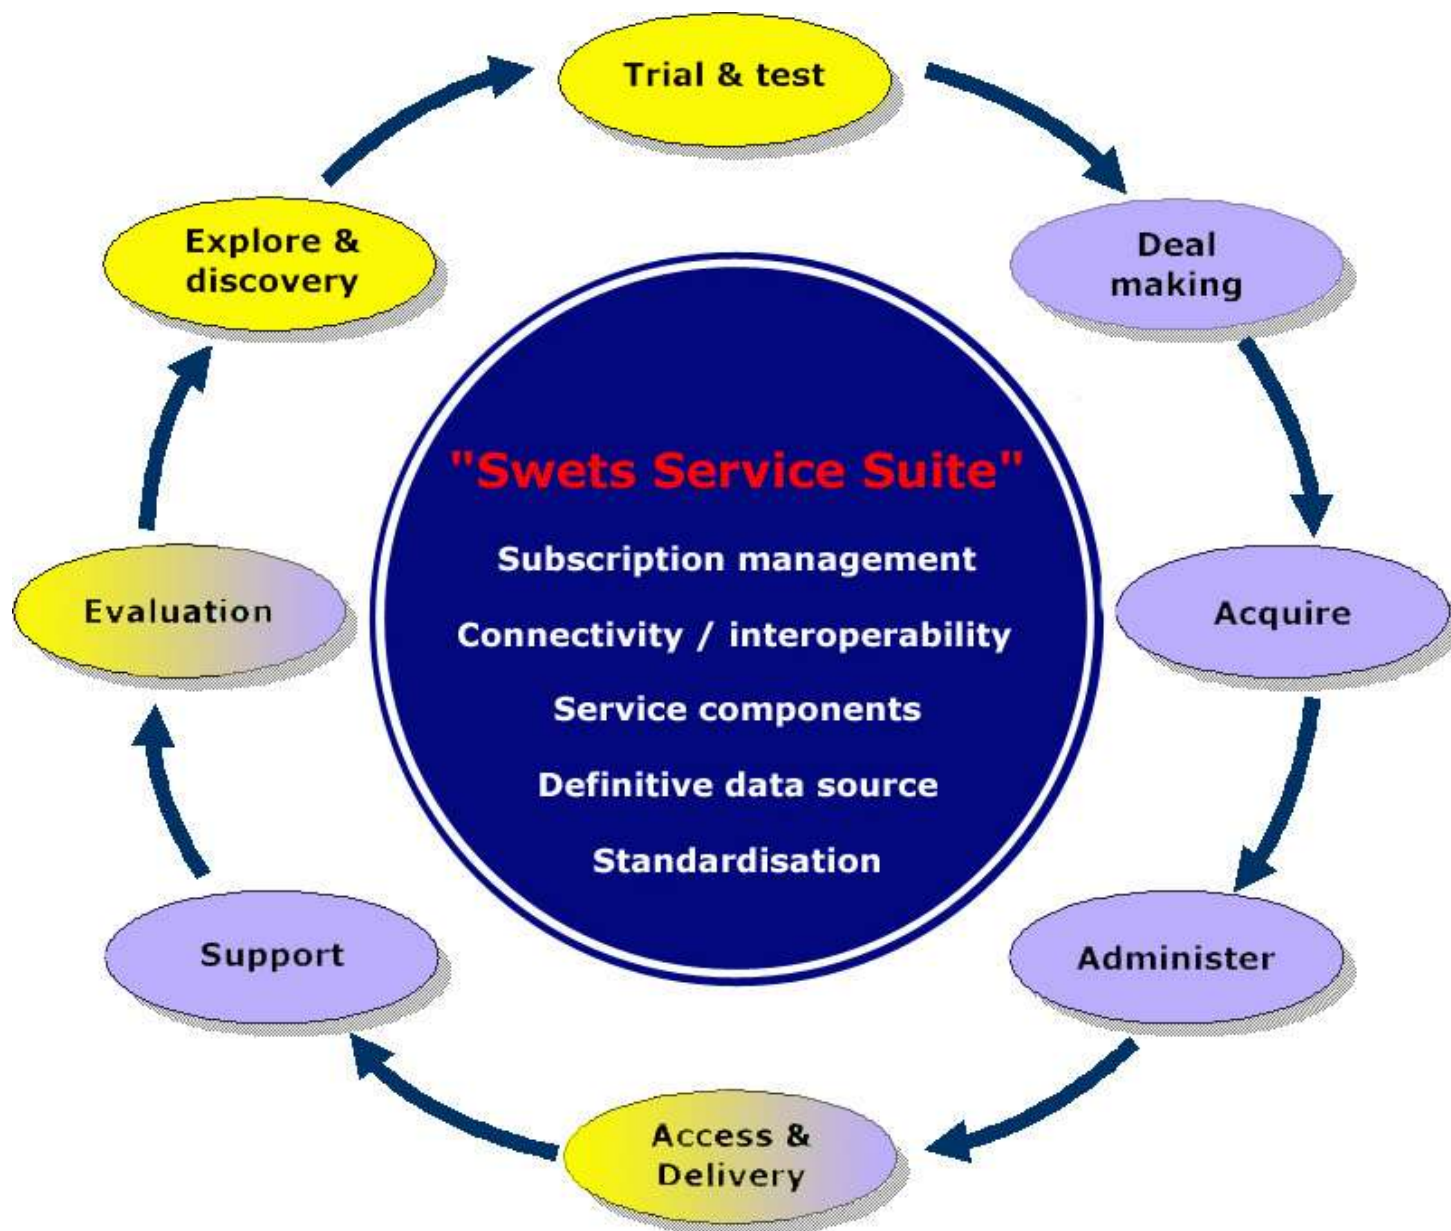 Trial & test
Explore &
discovery
Deal
making
"Swets Service Suite"
Subscription management
Evaluation
Acquire
Connectivity / interoperability
Service components
Definitive data source
Standardisation
Support
Administer
Access &
Delivery